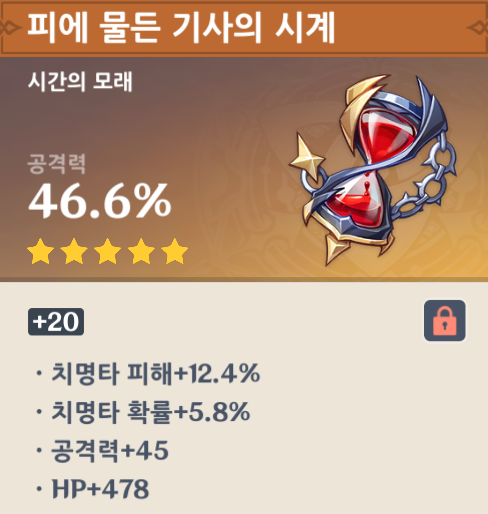 피에 물든 기사의 시계
시간의 모래
공격력
46.6%
+20
· 치명타 피해+12.4%
· 치명타 확률+5.8%
· 공격력+45
· HP+478